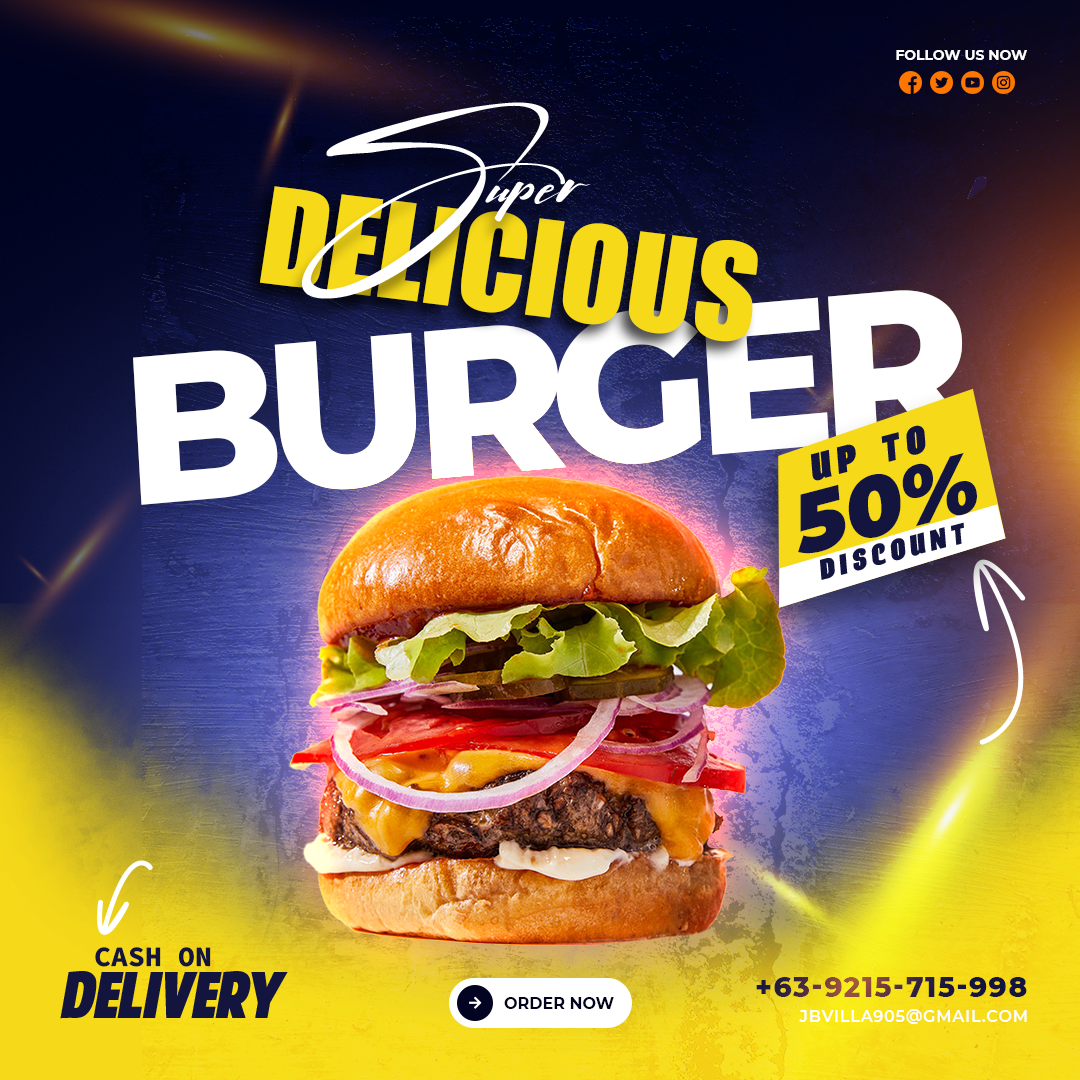 FOLLOW US NOW
Super
DELICIOUS
BURGER
UP TO
50%
DISCOUNT
CASH ON
DELIVERY
ORDER NOW
+63-9215-715-998
JBVILLA905@GMAIL.COM